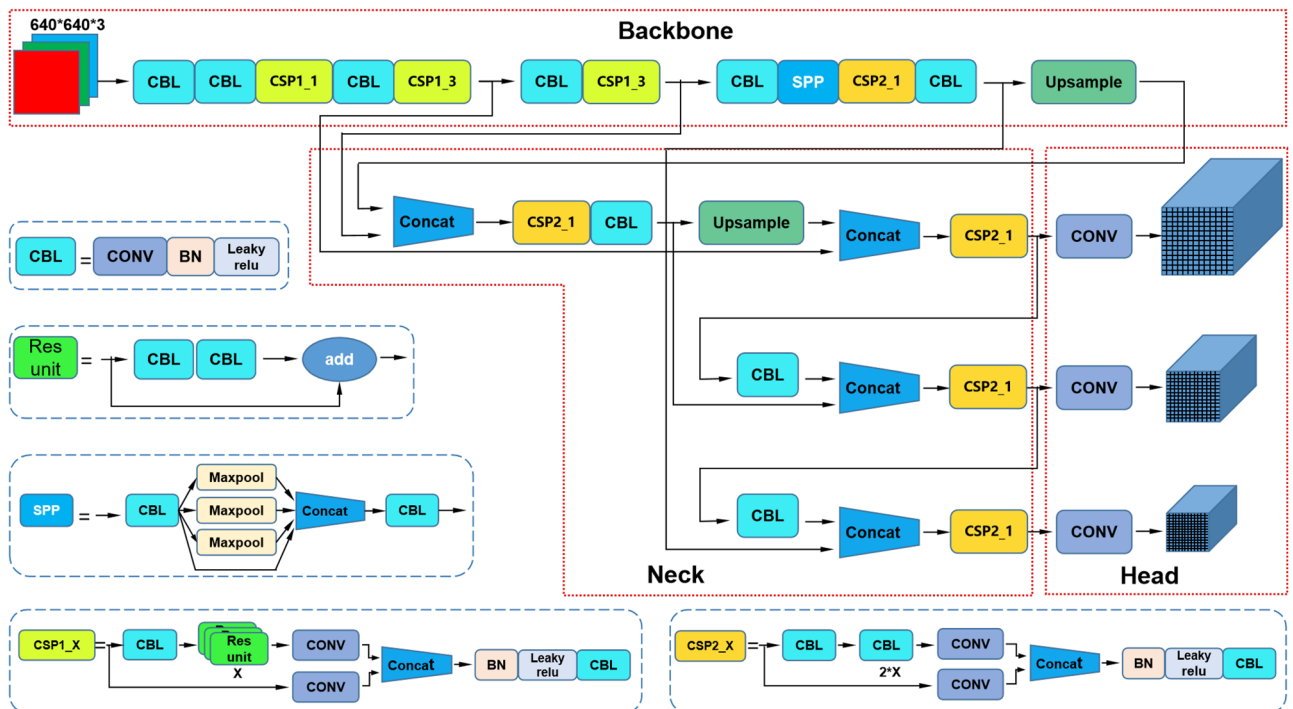 640*640*3
Backbone
CBL CBL CSP1_1 CBL CSP1_3 CBL CSP1_3 CBL SPP CSP2_1 CBL Upsample
Concat CSP2_1 CBL Upsample Concat CSP2_1 CONV
CBL = CONV BN Leaky relu
Res unit = CBL CBL add
CBL Concat CSP2_1 CONV
SPP = CBL Maxpool Maxpool Maxpool Concat CBL
CBL Concat CSP2_1 CONV
Neck
Head
CSP1_X = CBL Res unit X CONV CONV Concat BN Leaky relu CBL
CSP2_X = CBL CBL 2*X CONV CONV Concat BN Leaky relu CBL